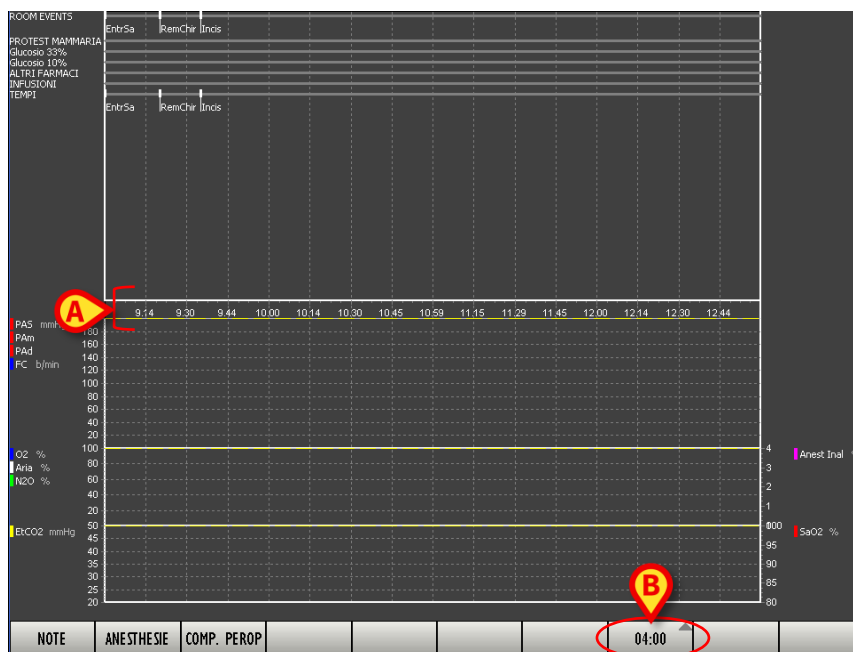 ROOM EVENTS
EntrSa RemChir Incis
PROTEST MAMMARIA
Glucosio 33%
Glucosio 10%
ALTRI FARMACI
INFUSIONI
TEMPI
EntrSa RemChir Incis
A
9.14 9.30 9.44 10.00 10.14 10.30 10.45 10.59 11.15 11.29 11.45 12.00 12.14 12.30 12.44
PAS mmHg
180
PAm
160
PAd
140
FC b/min
120
100
80
60
40
20
100 4
O2 % Anest Inal
Aria % 80 3
N2O % 60
40 2
20 1
50 100
EtCO2 mmHg SaO2 %
45 95
40
35 90
30
25 85
20 80
B
NOTE ANESTHESIE COMP. PEROP 04:00